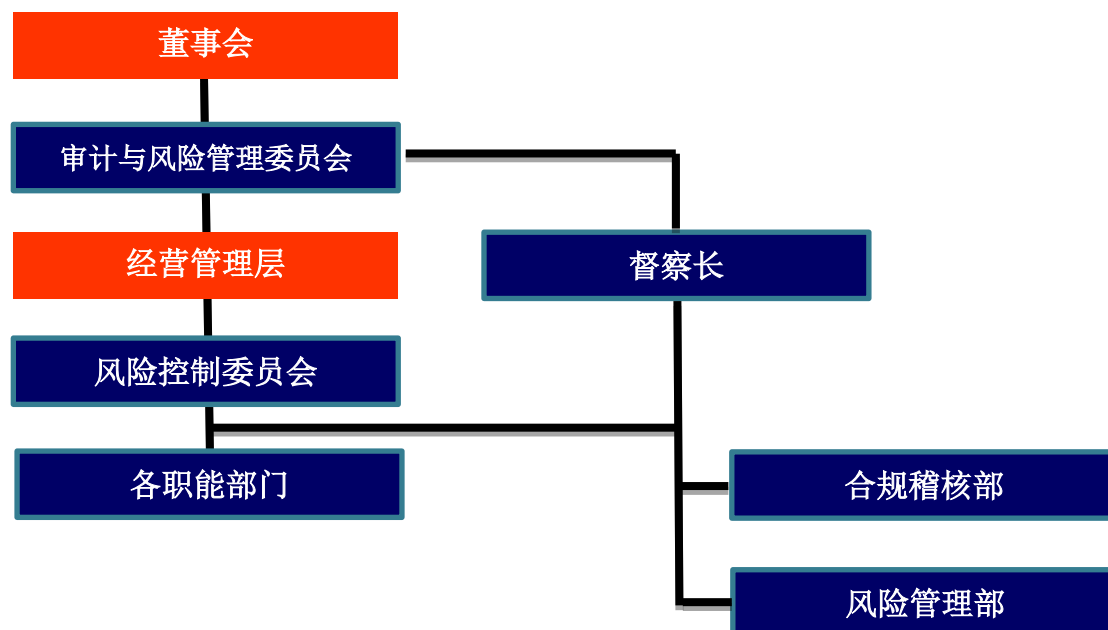 董事会
审计与风险管理委员会
经营管理层
督察长
风险控制委员会
各职能部门
合规稽核部
风险管理部